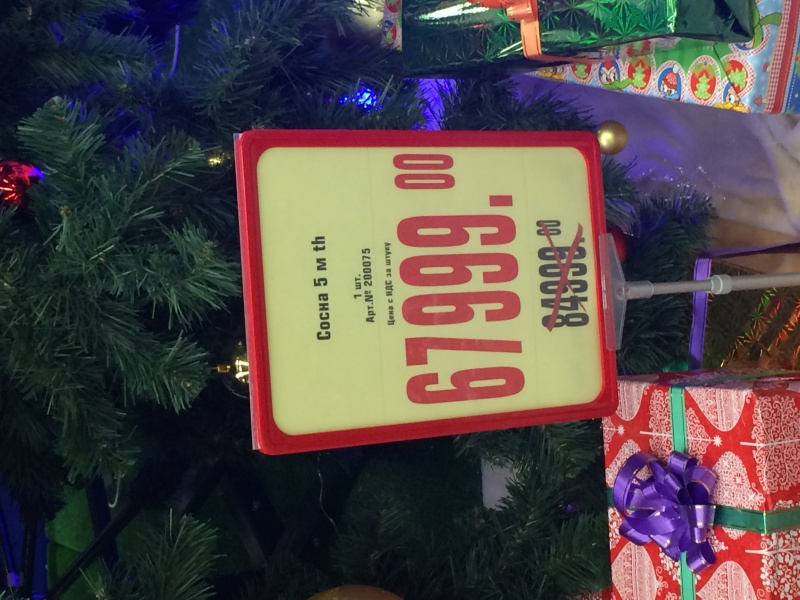 Сосна 5 м th
1 шт.
Арт.№ 200075
Цена с НДС за штуку
67999.00
84999.00